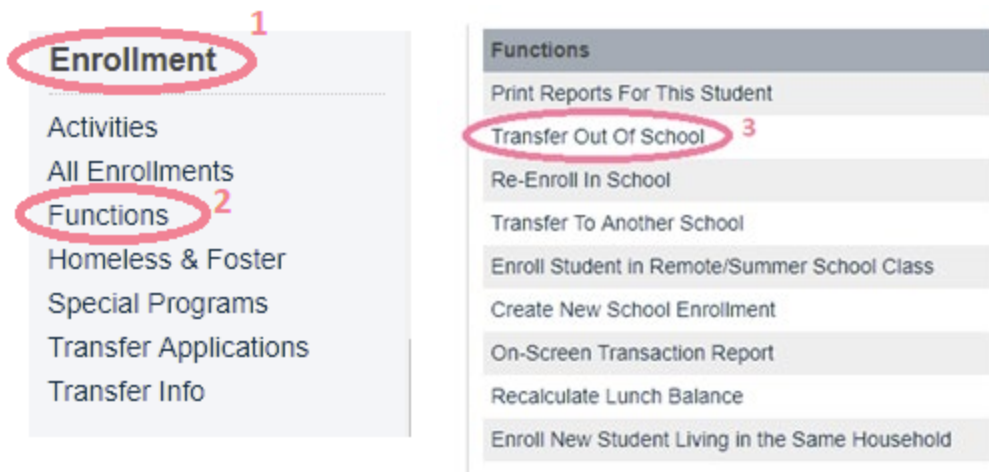 1
Enrollment
Activities
All Enrollments
Functions 2
Homeless & Foster
Special Programs
Transfer Applications
Transfer Info
Functions
Print Reports For This Student
Transfer Out Of School 3
Re-Enroll In School
Transfer To Another School
Enroll Student in Remote/Summer School Class
Create New School Enrollment
On-Screen Transaction Report
Recalculate Lunch Balance
Enroll New Student Living in the Same Household